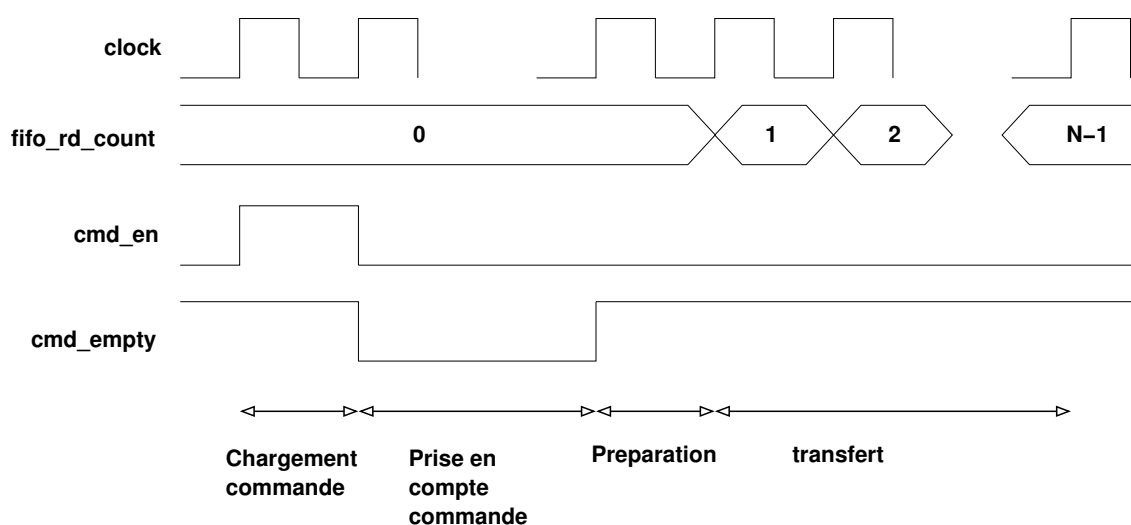 clock
fifo_rd_count
0
1
2
N−1
cmd_en
cmd_empty
Chargement
commande
Prise en
compte
commande
Preparation
transfert